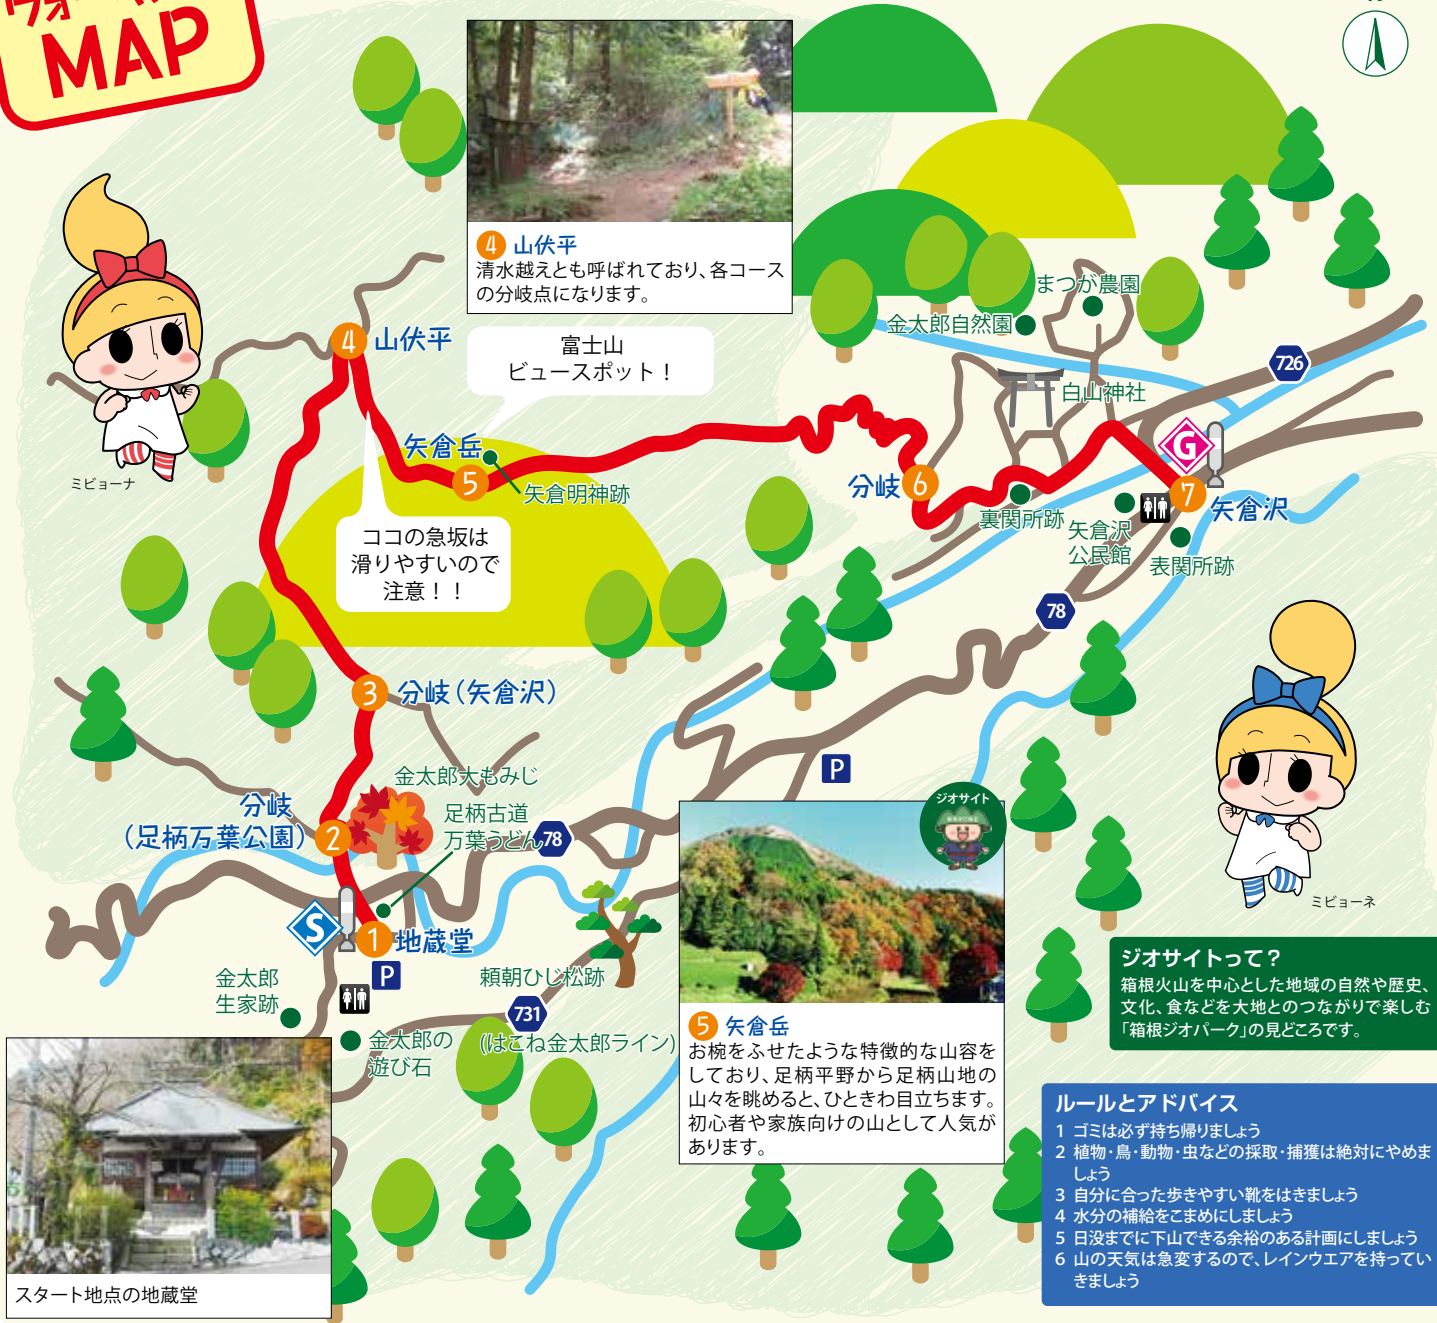 MAP
4 山伏平
清水越えとも呼ばれており、各コース
の分岐点になります。
4 山伏平
富士山
ビュースポット！
まつが農園
金太郎自然園
白山神社
726
ミビョーナ
矢倉岳
5
矢倉明神跡
分岐 6
G
7 矢倉沢
裏関所跡
矢倉沢
公民館
表関所跡
ココの急坂は
滑りやすいので
注意！！
78
3 分岐（矢倉沢）
金太郎大もみじ
足柄古道
万葉うどん
78
分岐
（足柄万葉公園）
2
P
ジオサイト
S
1 地蔵堂
P
金太郎
生家跡
頼朝ひじ松跡
731
(はこね金太郎ライン)
金太郎の
遊び石
5 矢倉岳
お椀をふせたような特徴的な山容を
しており、足柄平野から足柄山地の
山々を眺めると、ひときわ目立ちます。
初心者や家族向けの山として人気が
あります。
ミビョーネ
ジオサイトって？
箱根火山を中心とした地域の自然や歴史、
文化、食などを大地とのつながりで楽しむ
「箱根ジオパーク」の見どころです。
ルールとアドバイス
1 ゴミは必ず持ち帰りましょう
2 植物・鳥・動物・虫などの採取・捕獲は絶対にやめま
しょう
3 自分に合った歩きやすい靴をはきましょう
4 水分の補給をこまめにしましょう
5 日没までに下山できる余裕のある計画にしましょう
6 山の天気は急変するので、レインウエアを持ってい
きましょう
スタート地点の地蔵堂